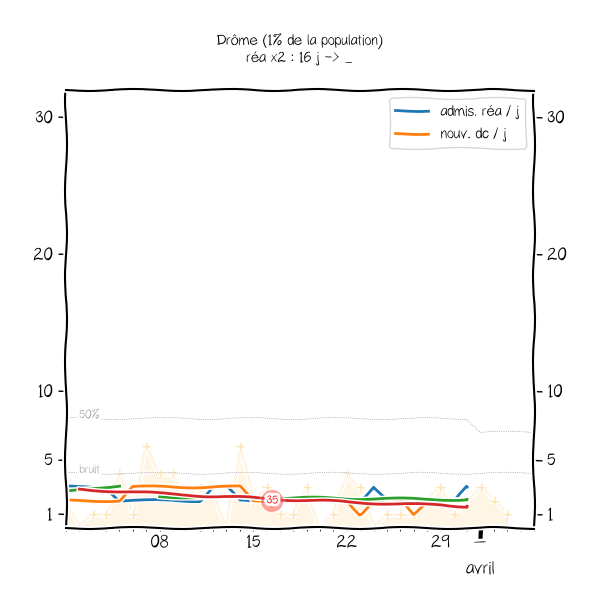 Drôme (1% de la population)
réa x2 : 16 j -> _
admis. réa / j
nouv. dc / j
30
30
20
20
10
10
50%
5
5
bruit
35
1
1
08
15
22
29
1
avril